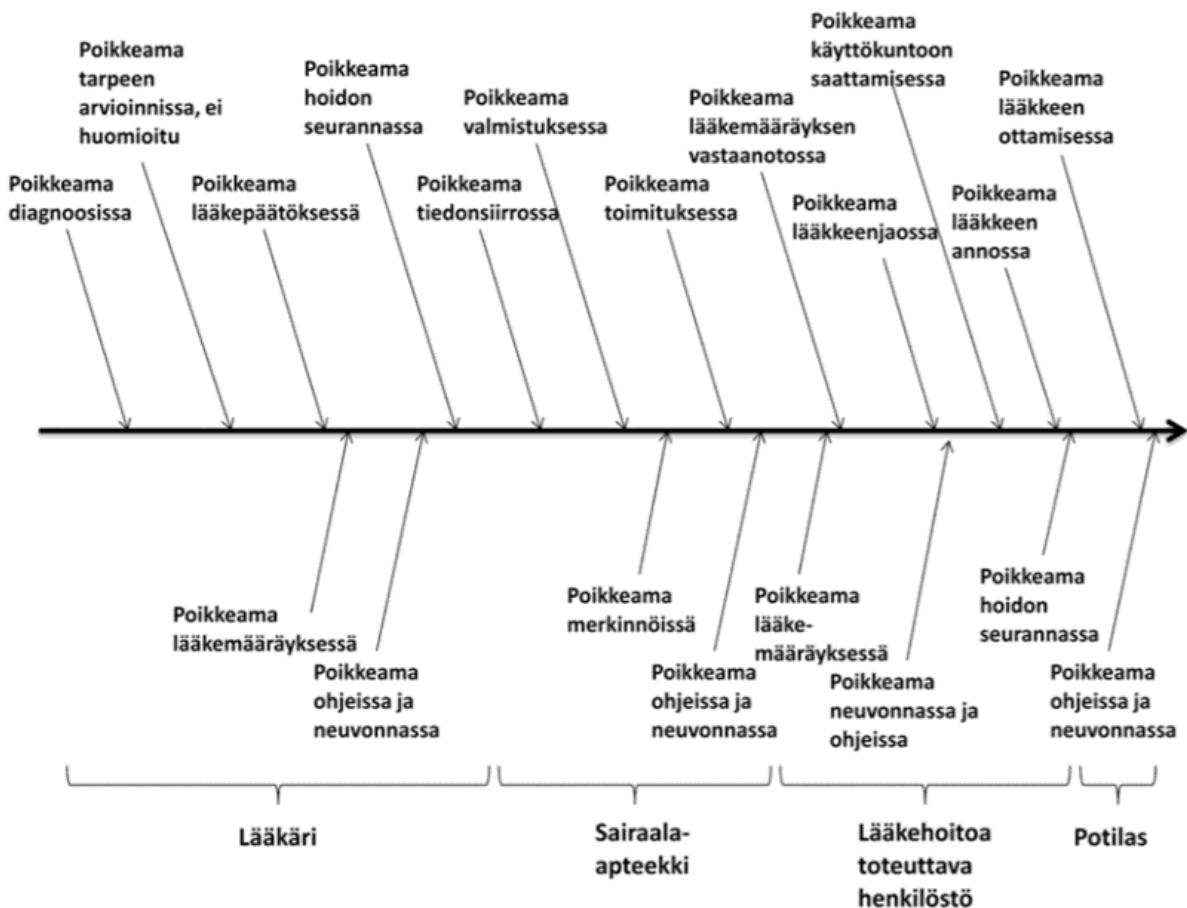 Poikkeama
tarpeen
arvioinnissa, ei
huomioitu
Poikkeama
hoidon
seurannassa
Poikkeama
valmistuksessa
Poikkeama
lääkemääräyksen
vastaanotossa
Poikkeama
käyttökuntoon
saattamisessa
Poikkeama
lääkkeen
ottamisessa
Poikkeama
diagnoosissa
Poikkeama
lääkepäätöksessä
Poikkeama
tiedonsiirrossa
Poikkeama
toimituksessa
Poikkeama
lääkkeenjaossa
Poikkeama
lääkkeen
annossa
Poikkeama
lääkemääräyksessä
Poikkeama
ohjeissa ja
neuvonnassa
Poikkeama
merkinnöissä
Poikkeama
ohjeissa ja
neuvonnassa
Poikkeama
lääke-
määräyksessä
Poikkeama
neuvonnassa ja
ohjeissa
Poikkeama
hoidon
seurannassa
Poikkeama
ohjeissa ja
neuvonnassa
Lääkäri
Sairaala-
apteekki
Lääkehoitoa
toteuttava
henkilöstö
Potilas